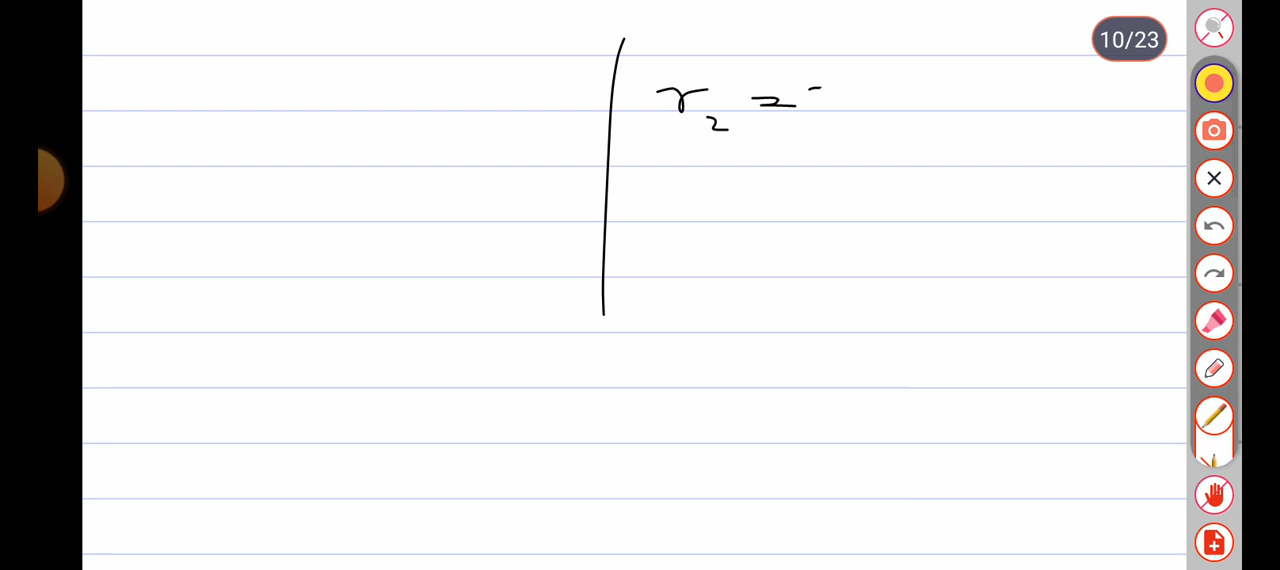 10/23
r₂ = -